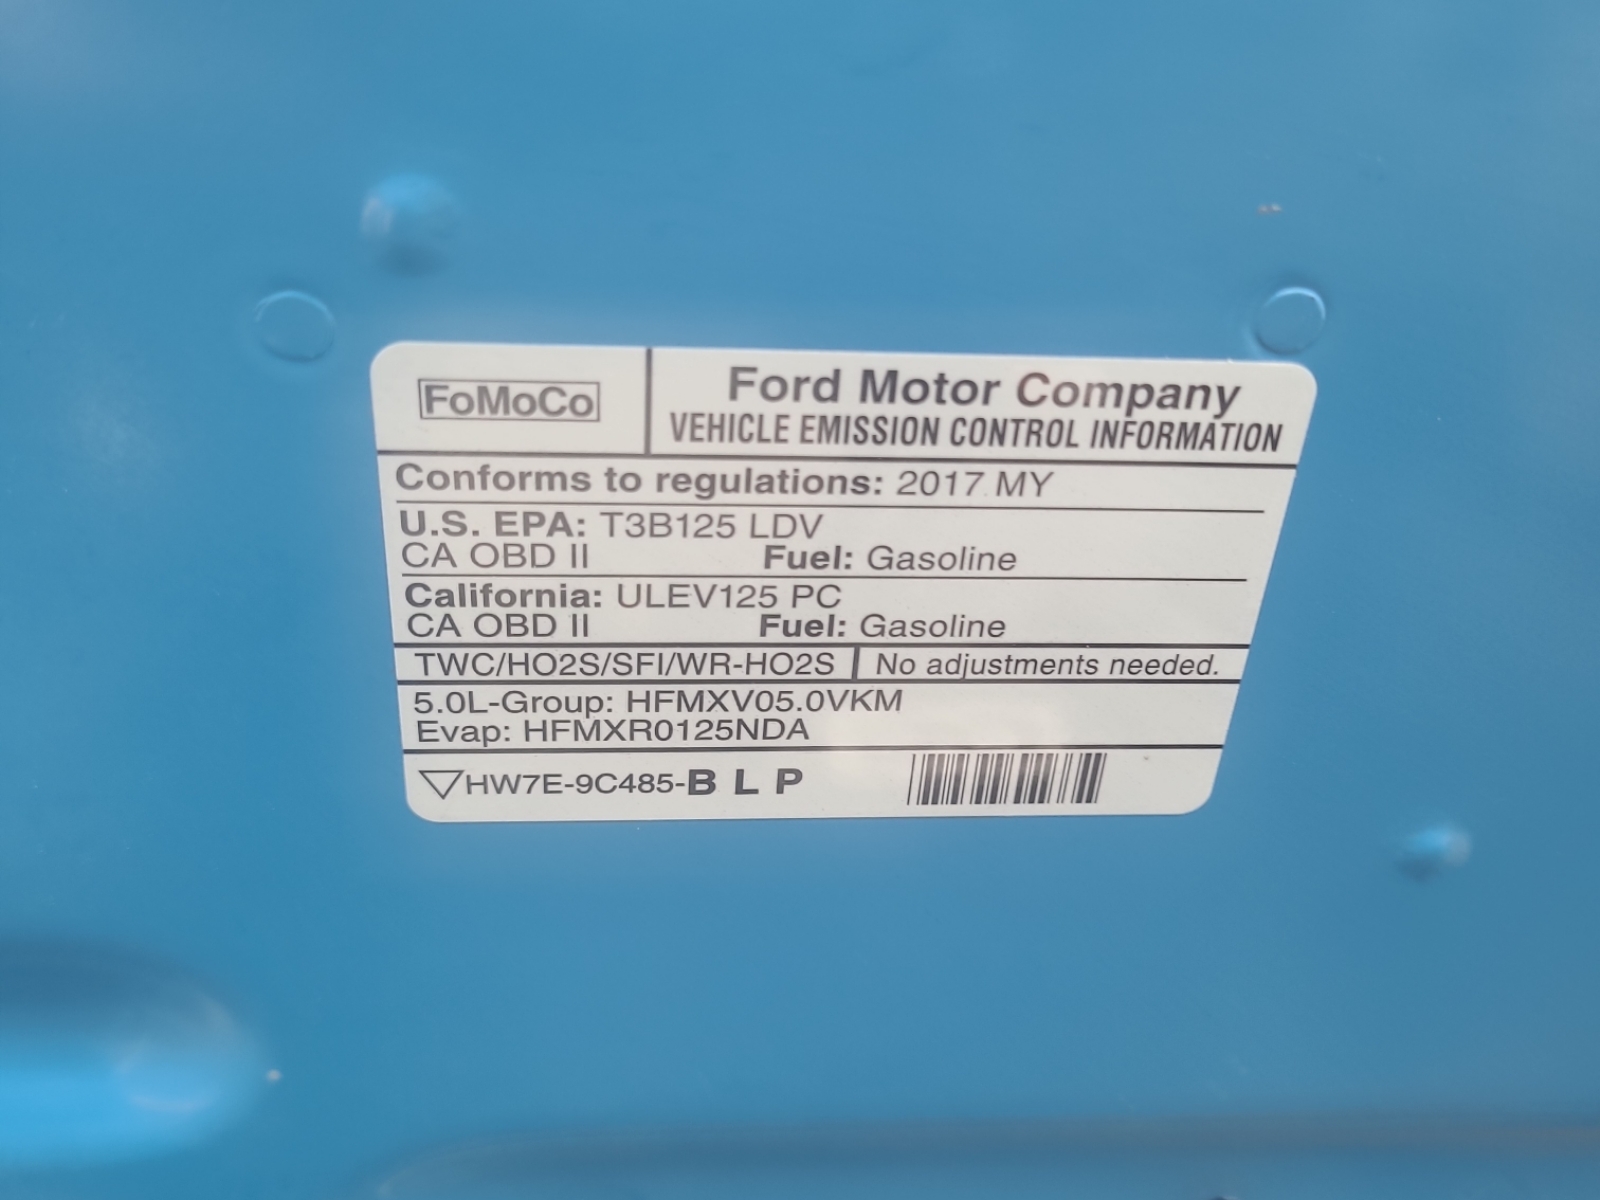 FoMoCo
Ford Motor Company
VEHICLE EMISSION CONTROL INFORMATION
Conforms to regulations: 2017 MY
U.S. EPA: T3B125 LDV
CA OBD II Fuel: Gasoline
California: ULEV125 PC
CA OBD II Fuel: Gasoline
TWC/HO2S/SFI/WR-HO2S No adjustments needed.
5.0L-Group: HFMXV05.0VKM
Evap: HFMXR0125NDA
HW7E-9C485-B L P